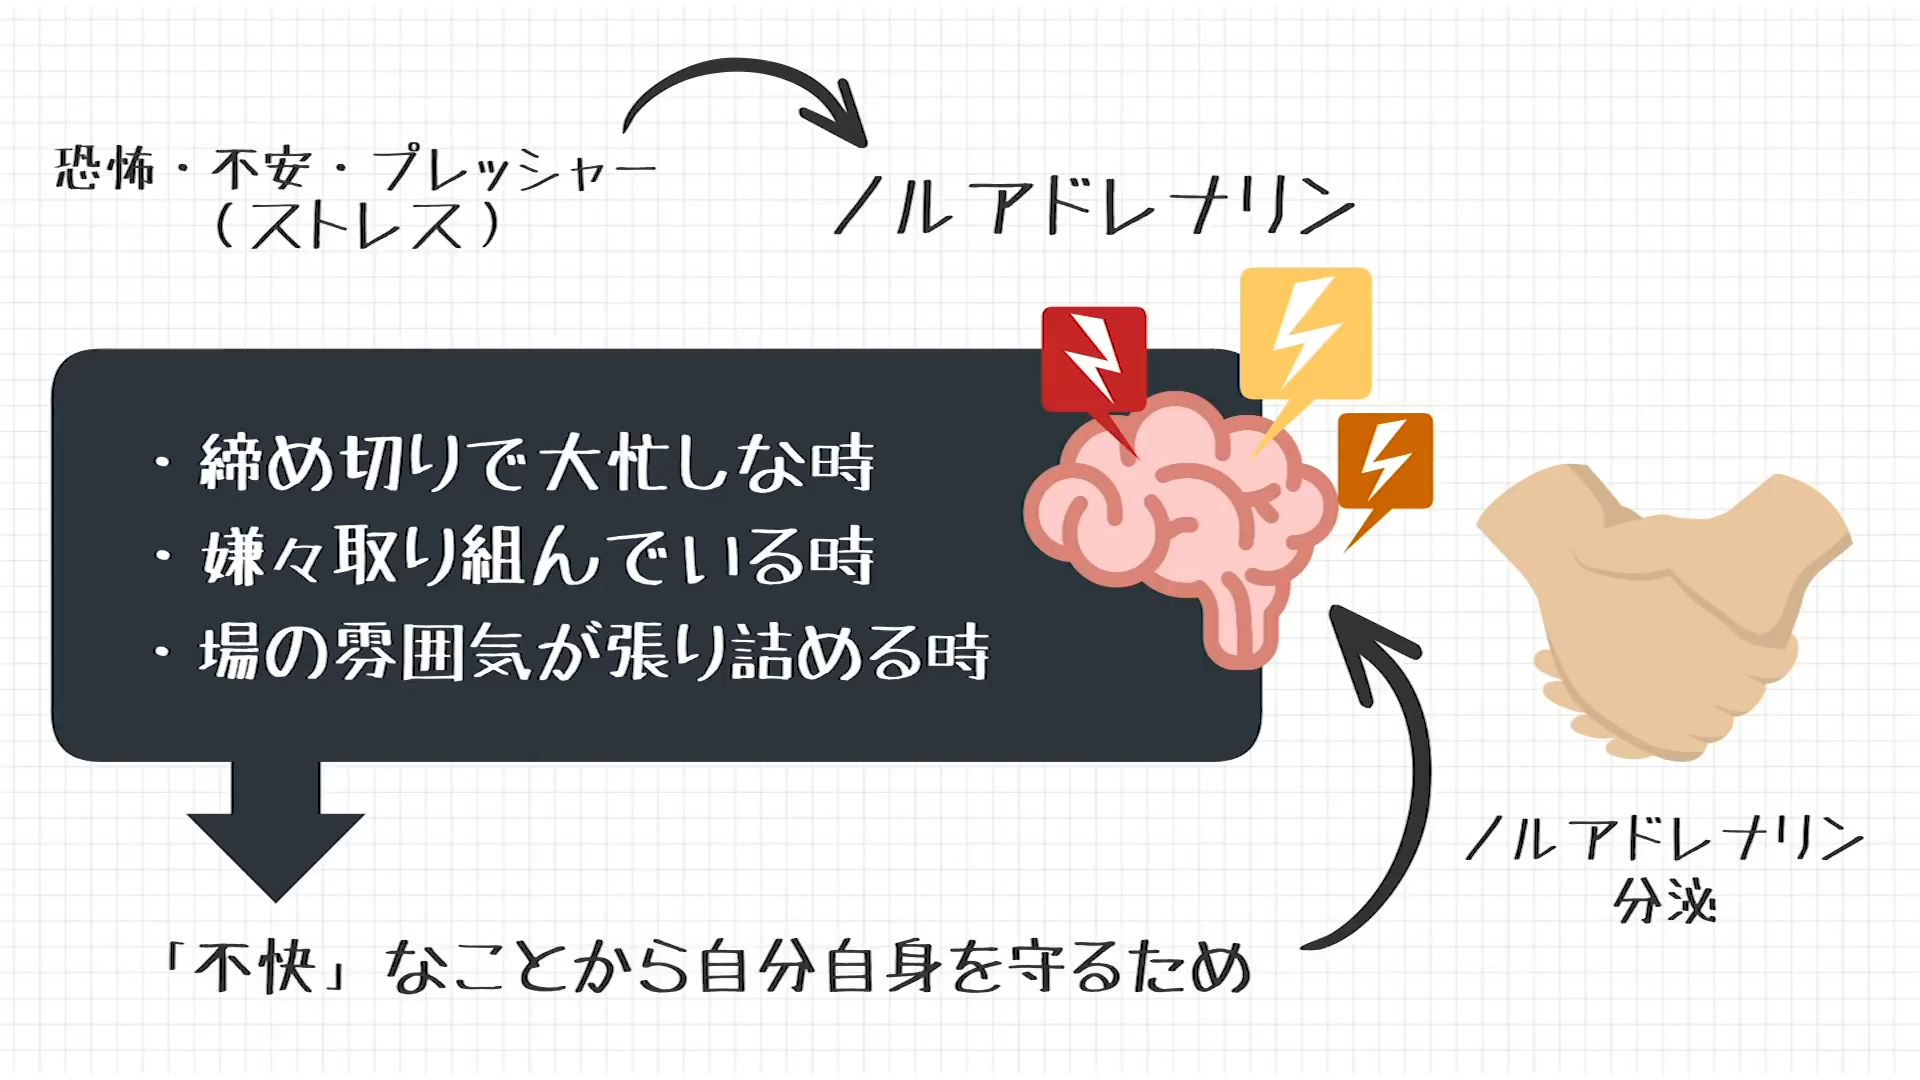 恐怖・不安・プレッシャー
（ストレス）
ノルアドレナリン
・締め切りで大忙しな時
・嫌々取り組んでいる時
・場の雰囲気が張り詰める時
「不快」なことから自分自身を守るため
ノルアドレナリン
分泌